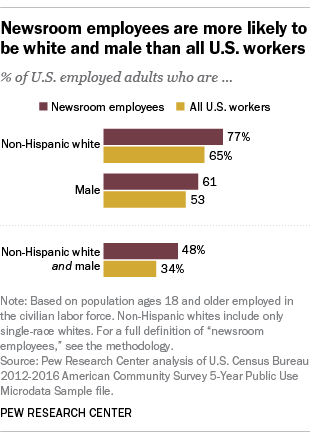 Newsroom employees are more likely to
be white and male than all U.S. workers
% of U.S. employed adults who are ...
Newsroom employees All U.S. workers
Non-Hispanic white 77%
65%
Male 61
53
Non-Hispanic white 48%
and male 34%
Note: Based on population ages 18 and older employed in
the civilian labor force. Non-Hispanic whites include only
single-race whites. For a full definition of “newsroom
employees,” see the methodology.
Source: Pew Research Center analysis of U.S. Census Bureau
2012-2016 American Community Survey 5-Year Public Use
Microdata Sample file.
PEW RESEARCH CENTER